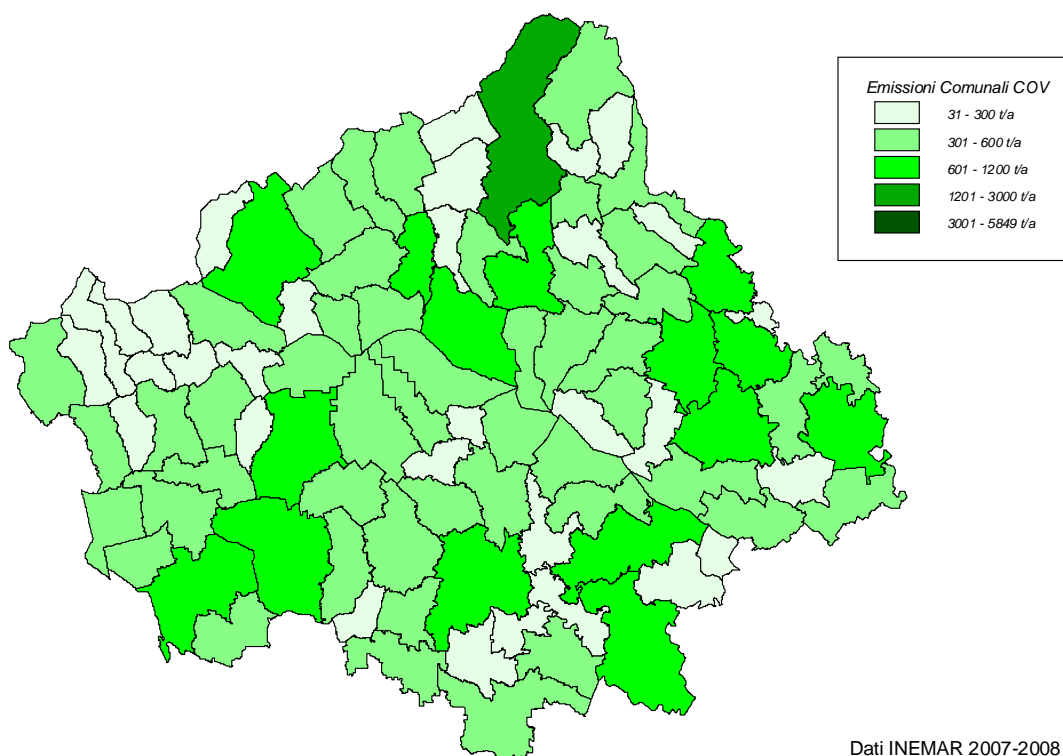 Emissioni Comunali COV
31 - 300 t/a
301 - 600 t/a
601 - 1200 t/a
1201 - 3000 t/a
3001 - 5849 t/a
Dati INEMAR 2007-2008